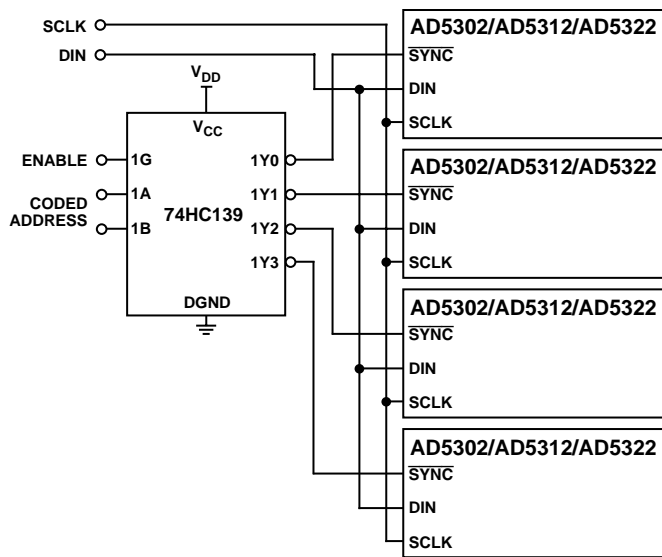 SCLK
DIN
V_DD
V_CC
ENABLE
CODED
ADDRESS
1G
1A
1B
74HC139
1Y0
1Y1
1Y2
1Y3
DGND
AD5302/AD5312/AD5322
SYNC
DIN
SCLK
AD5302/AD5312/AD5322
SYNC
DIN
SCLK
AD5302/AD5312/AD5322
SYNC
DIN
SCLK
AD5302/AD5312/AD5322
SYNC
DIN
SCLK